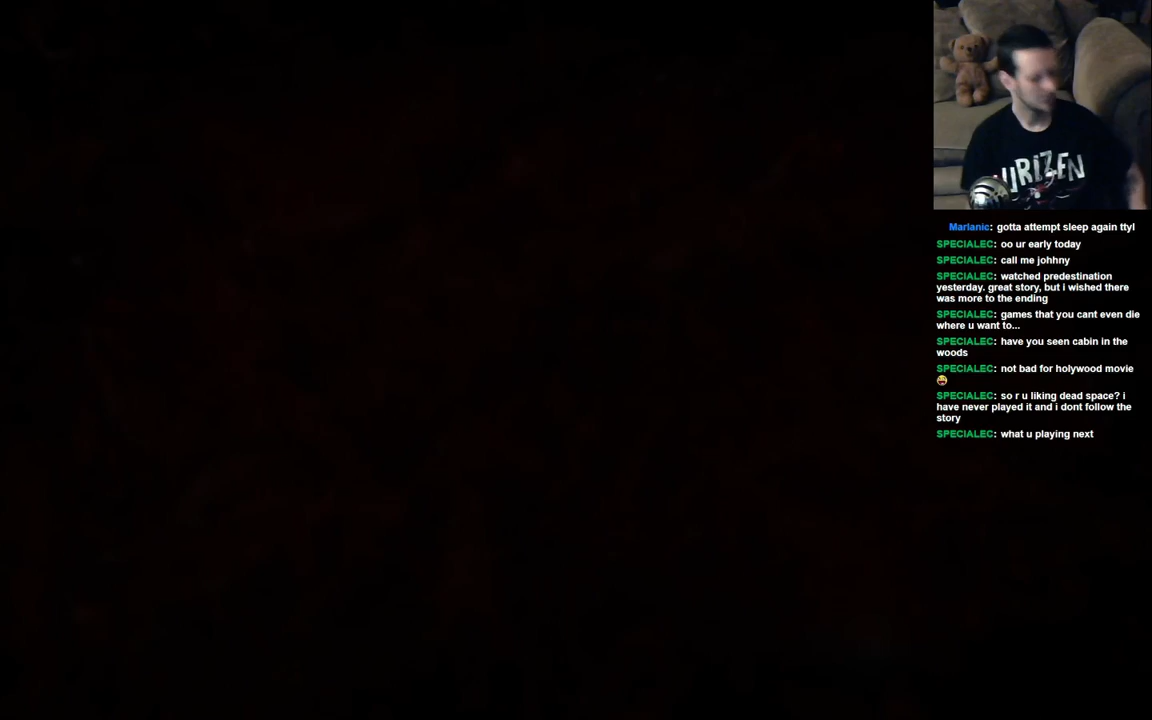 URIZEN
Marlanic: gotta attempt sleep again ttyl
SPECIALEC: oo ur early today
SPECIALEC: call me johhny
SPECIALEC: watched predestination
yesterday. great story, but i wished there
was more to the ending
SPECIALEC: games that you cant even die
where u want to...
SPECIALEC: have you seen cabin in the
woods
SPECIALEC: not bad for holywood movie
SPECIALEC: so r u liking dead space? i
have never played it and i dont follow the
story
SPECIALEC: what u playing next